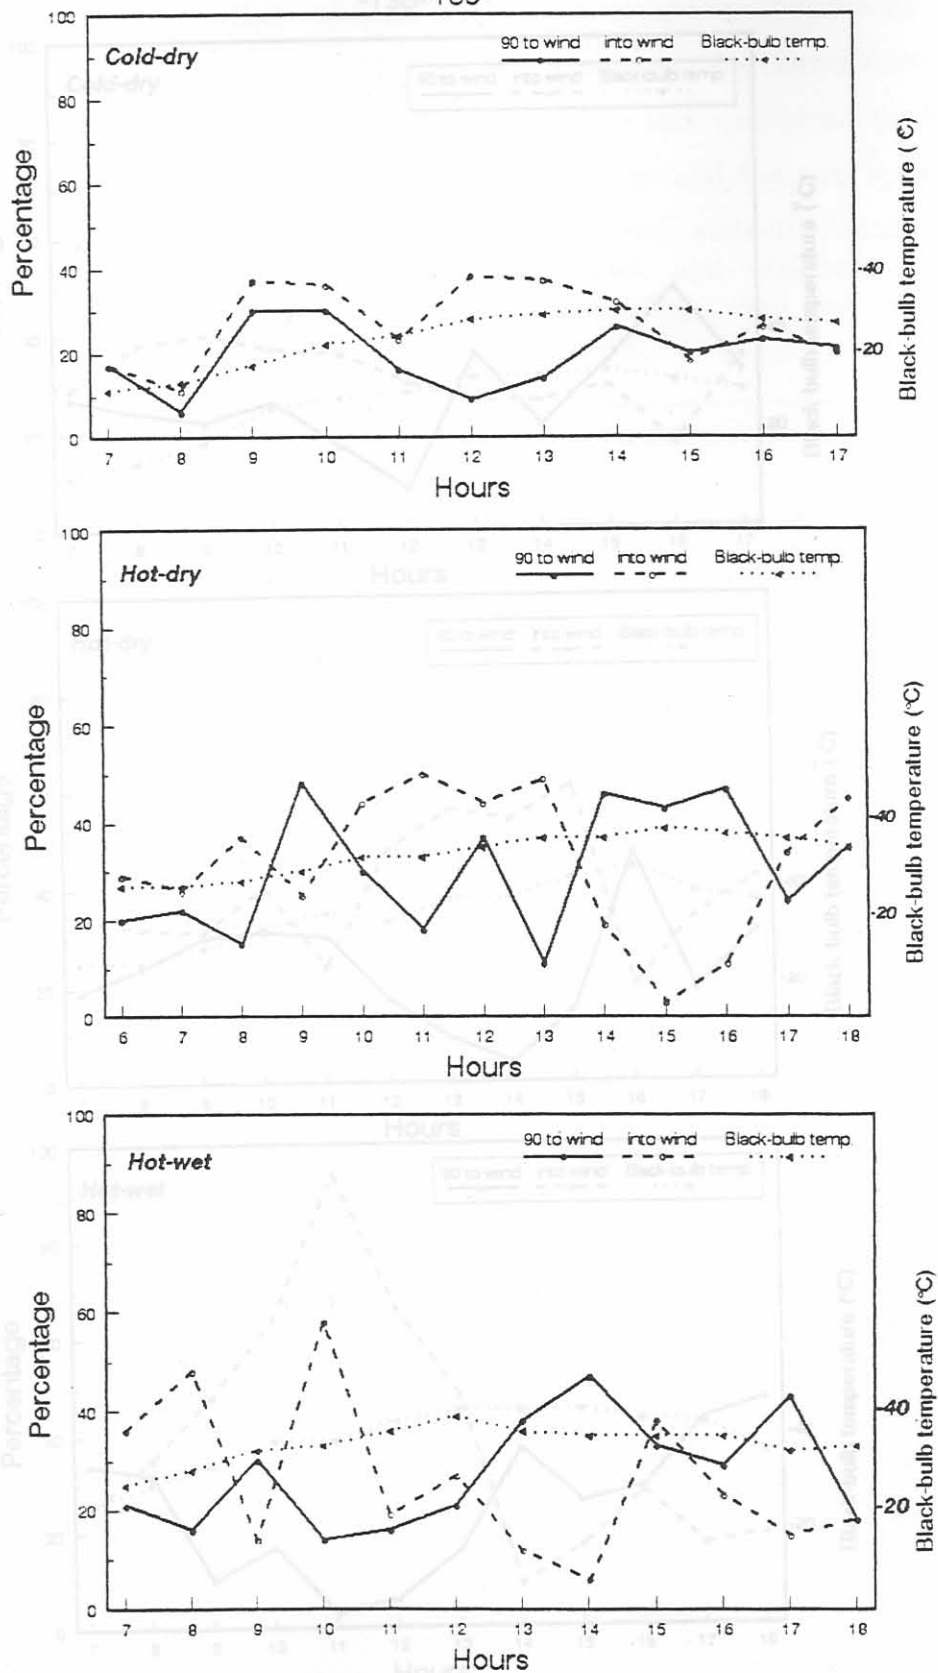 100
Cold-dry
90 to wind into wind Black-bulb temp.
80
60
40
20
0
Percentage
-40
-20
Black-bulb temperature (°C)
7 8 9 10 11 12 13 14 15 16 17
Hours
100
Hot-dry
90 to wind into wind Black-bulb temp.
80
60
40
20
0
Percentage
-40
-20
Black-bulb temperature (°C)
6 7 8 9 10 11 12 13 14 15 16 17 18
Hours
100
Hot-wet
90 to wind into wind Black-bulb temp.
80
60
40
20
0
Percentage
-40
-20
Black-bulb temperature (°C)
7 8 9 10 11 12 13 14 15 16 17 18
Hours